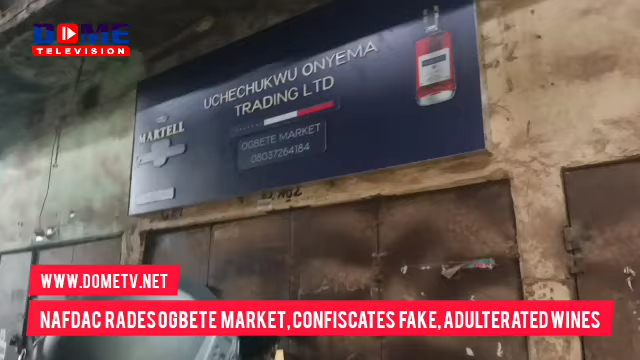 DOME
TELEVISION
UCHECHUKWU ONYEMA
TRADING LTD
MARTELL
OGBETE MARKET
08037264184
WWW.DOMETV.NET
NAFDAC RADES OGBETE MARKET, CONFISCATES FAKE, ADULTERATED WINES